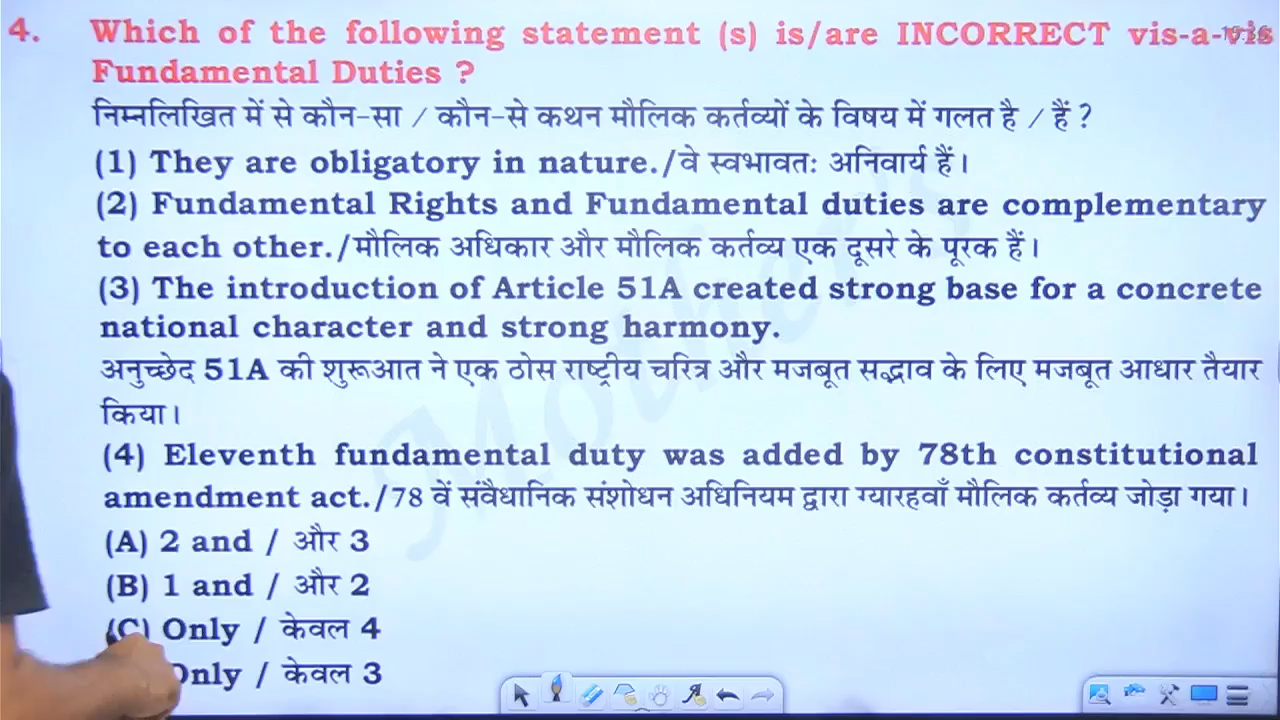 4. Which of the following statement (s) is/are INCORRECT vis-a-vis
Fundamental Duties ?
निम्नलिखित में से कौन-सा / कौन-से कथन मौलिक कर्तव्यों के विषय में गलत है / हैं ?
(1) They are obligatory in nature./वे स्वभावतः अनिवार्य हैं।
(2) Fundamental Rights and Fundamental duties are complementary
to each other./मौलिक अधिकार और मौलिक कर्तव्य एक दूसरे के पूरक हैं।
(3) The introduction of Article 51A created strong base for a concrete
national character and strong harmony.
अनुच्छेद 51A की शुरूआत ने एक ठोस राष्ट्रीय चरित्र और मजबूत सद्भाव के लिए मजबूत आधार तैयार
किया।
(4) Eleventh fundamental duty was added by 78th constitutional
amendment act./78 वें संवैधानिक संशोधन अधिनियम द्वारा ग्यारहवाँ मौलिक कर्तव्य जोड़ा गया।
(A) 2 and / और 3
(B) 1 and / और 2
(C) Only / केवल 4
Only / केवल 3
Mother's